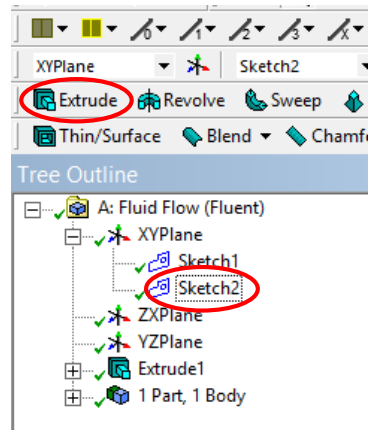 XYPlane Sketch2
Extrude Revolve Sweep
Thin/Surface Blend Chamfe
Tree Outline
A: Fluid Flow (Fluent)
XYPlane
Sketch1
Sketch2
ZXPlane
YZPlane
Extrude1
1 Part, 1 Body